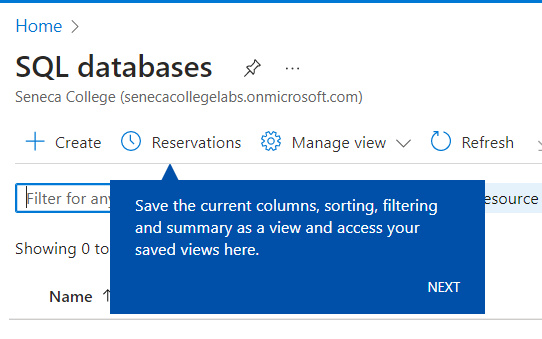 Home >
SQL databases ...
Seneca College (senecacollegelabs.onmicrosoft.com)
+ Create Reservations Manage view Refresh
Filter for any
Save the current columns, sorting, filtering
and summary as a view and access your
saved views here.
NEXT
Showing 0 to
Name ↑